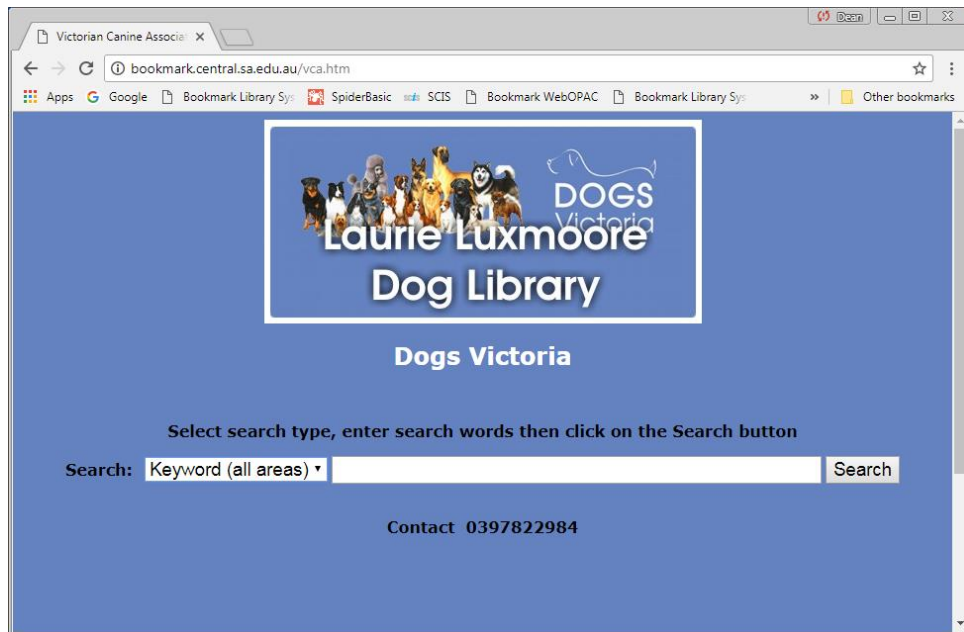 Dean
Victorian Canine Associat
bookmark.central.sa.edu.au/vca.htm
Apps Google Bookmark Library Sys SpiderBasic scis SCIS Bookmark WebOPAC Bookmark Library Sys » Other bookmarks
DOGS
Victoria
Laurie Luxmoore
Dog Library
Dogs Victoria
Select search type, enter search words then click on the Search button
Search: Keyword (all areas) Search
Contact 0397822984